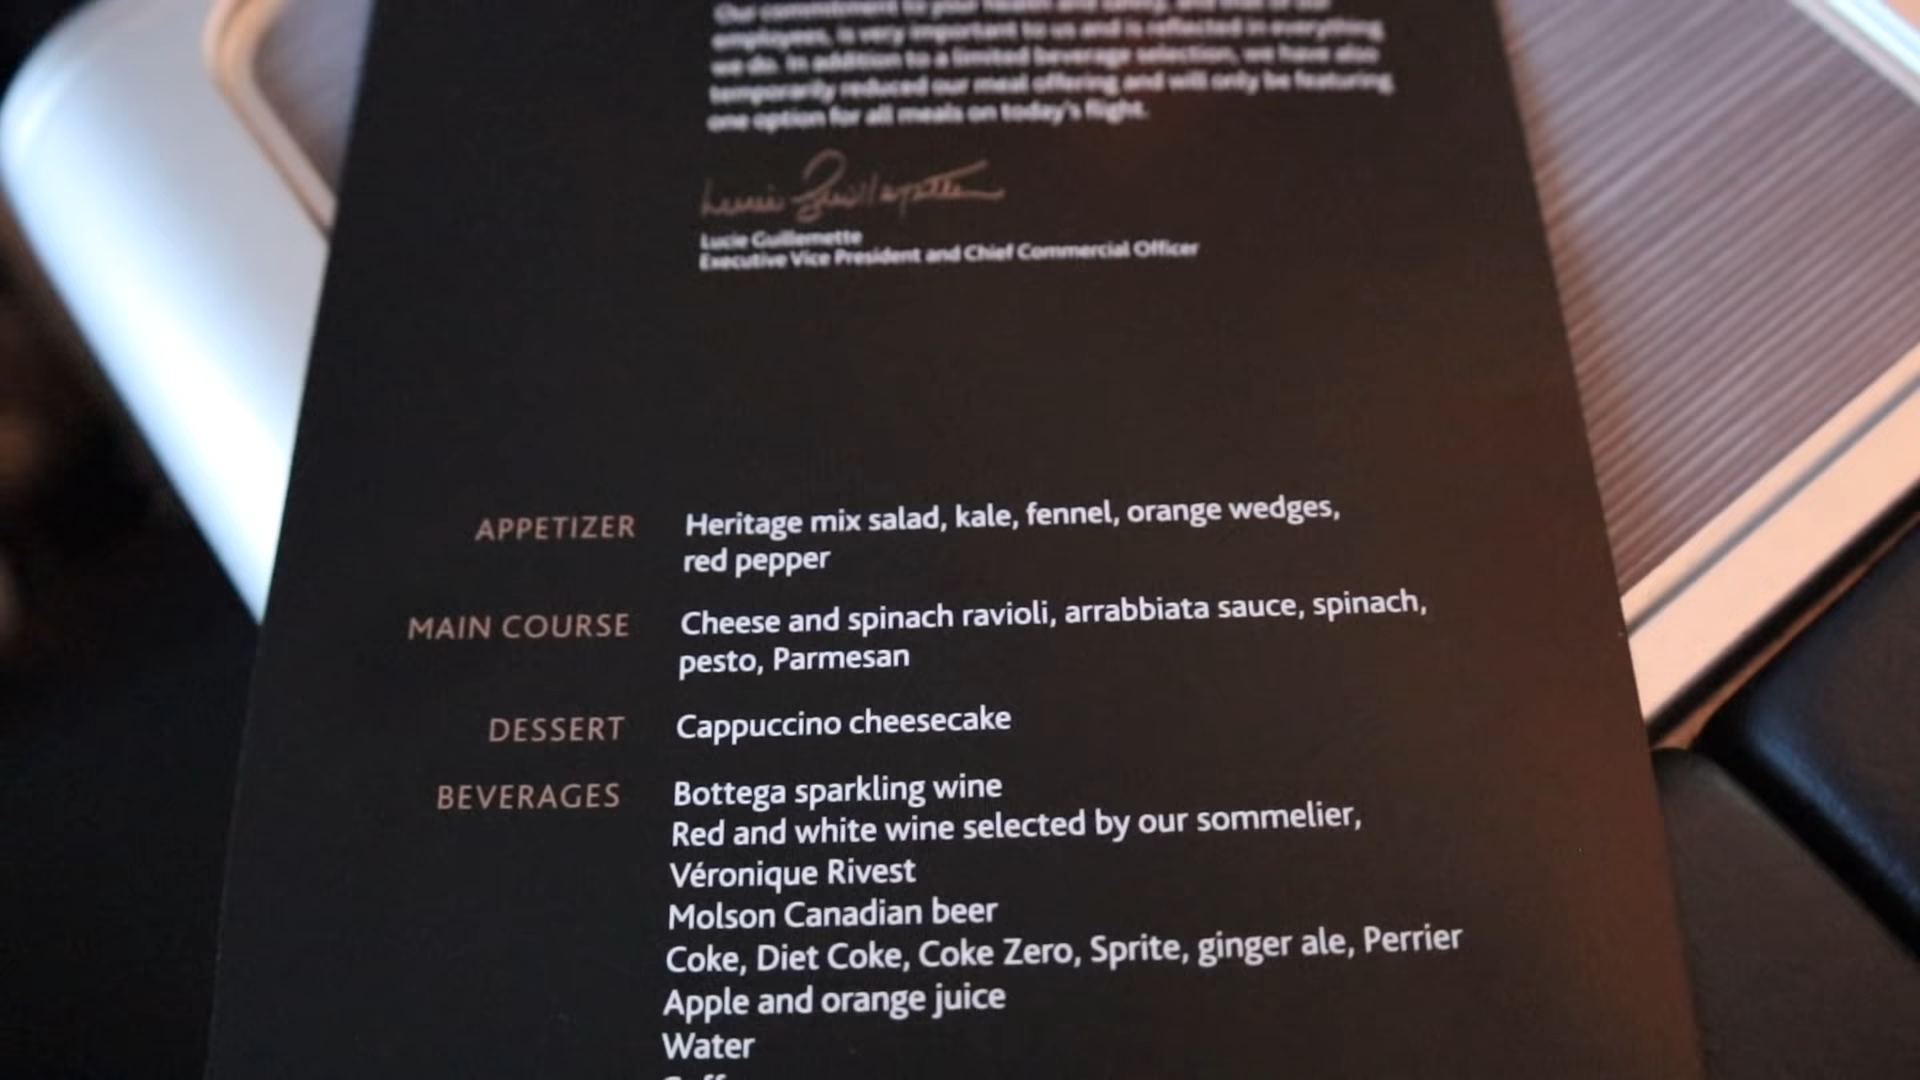 Our commitment to your health and safety, and that of our
employees, is very important to us and is reflected in everything
we do. In addition to a limited beverage selection, we have also
temporarily reduced our meal offering and will only be featuring
one option for all meals on today's flight.
Lucie Guillemette
Lucie Guillemette
Executive Vice President and Chief Commercial Officer
APPETIZER Heritage mix salad, kale, fennel, orange wedges,
red pepper
MAIN COURSE Cheese and spinach ravioli, arrabbiata sauce, spinach,
pesto, Parmesan
DESSERT Cappuccino cheesecake
BEVERAGES Bottega sparkling wine
Red and white wine selected by our sommelier,
Véronique Rivest
Molson Canadian beer
Coke, Diet Coke, Coke Zero, Sprite, ginger ale, Perrier
Apple and orange juice
Water